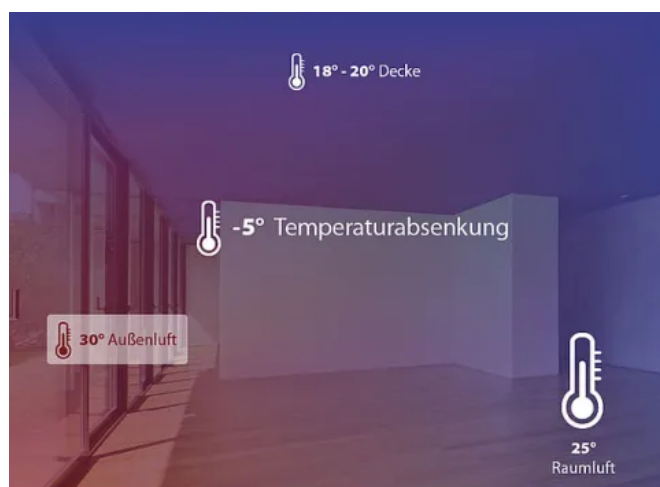 18° - 20° Decke
-5° Temperaturabsenkung
30° Außenluft
25°
Raumluft